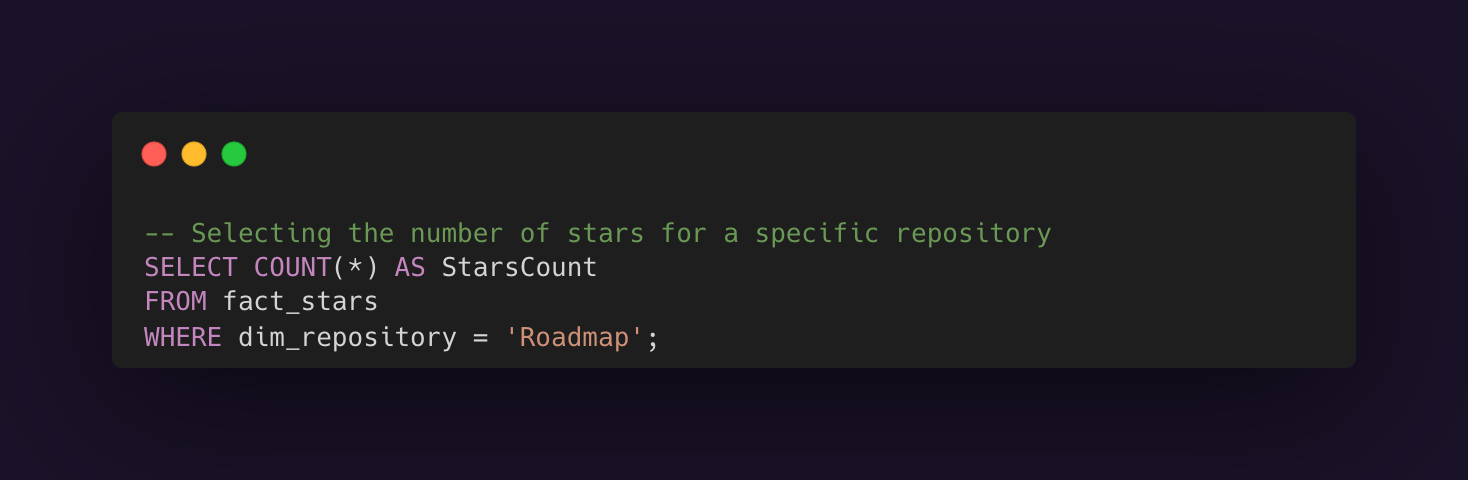 -- Selecting the number of stars for a specific repository
SELECT COUNT(*) AS StarsCount
FROM fact_stars
WHERE dim_repository = 'Roadmap';